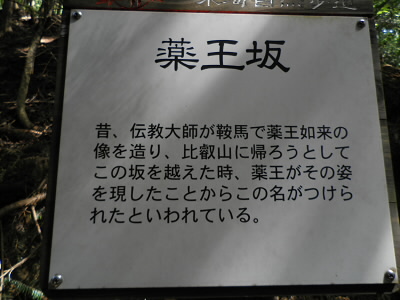 薬王坂
昔、伝教大師が鞍馬で薬王如来の
像を造り、比叡山に帰ろうとして
この坂を越えた時、薬王がその姿
を現したことからこの名がつけら
れたといわれている。